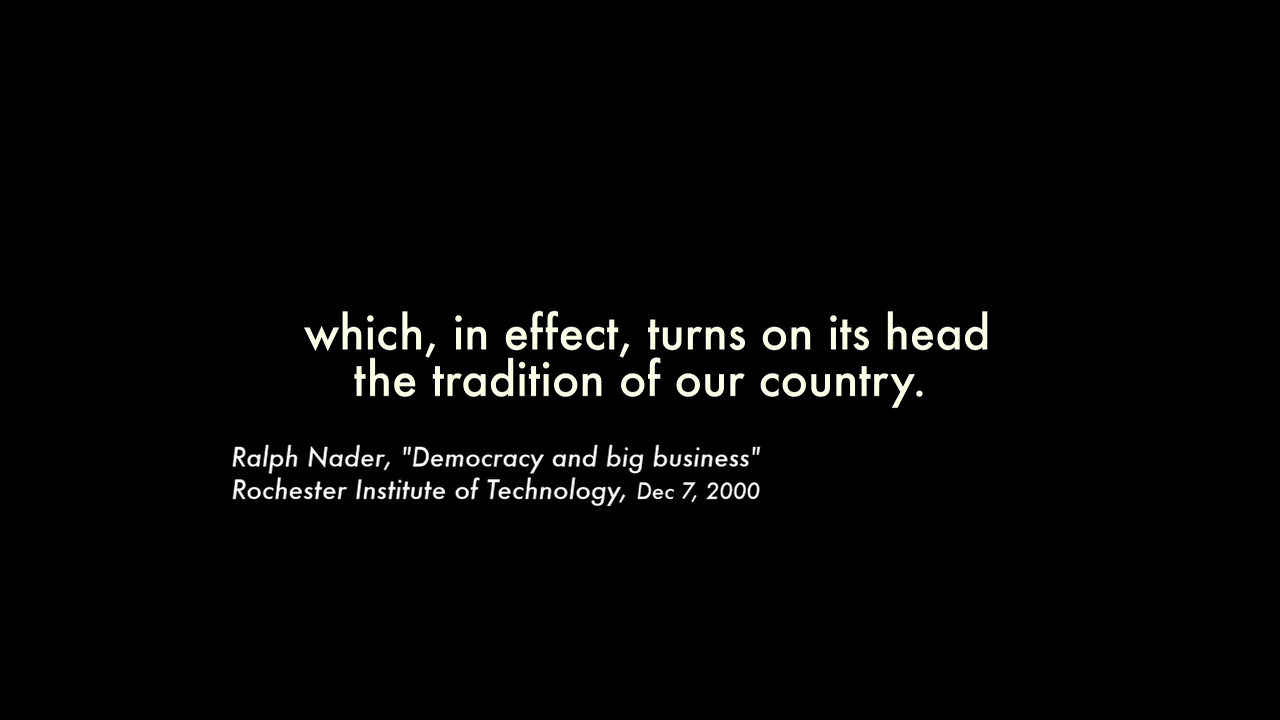 which, in effect, turns on its head
the tradition of our country.
Ralph Nader, "Democracy and big business"
Rochester Institute of Technology, Dec 7, 2000